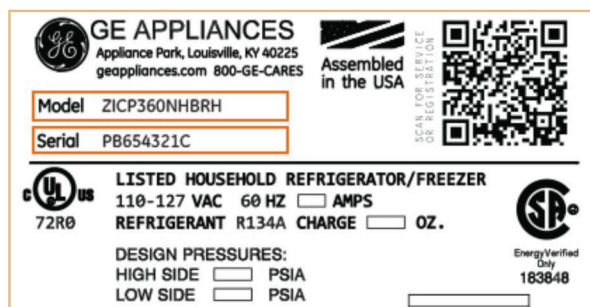 GE APPLIANCES
Appliance Park, Louisville, KY 40225
geappliances.com 800-GE-CARES
Assembled
in the USA
SCAN FOR SERVICE
OR REGISTRATION
Model ZICP360NHBRH
Serial PB654321C
C UL US
72R0
LISTED HOUSEHOLD REFRIGERATOR/FREEZER
110-127 VAC 60 HZ AMPS
REFRIGERANT R134A CHARGE OZ.
DESIGN PRESSURES:
HIGH SIDE PSIA
LOW SIDE PSIA
EnergyVerified
Only
183848